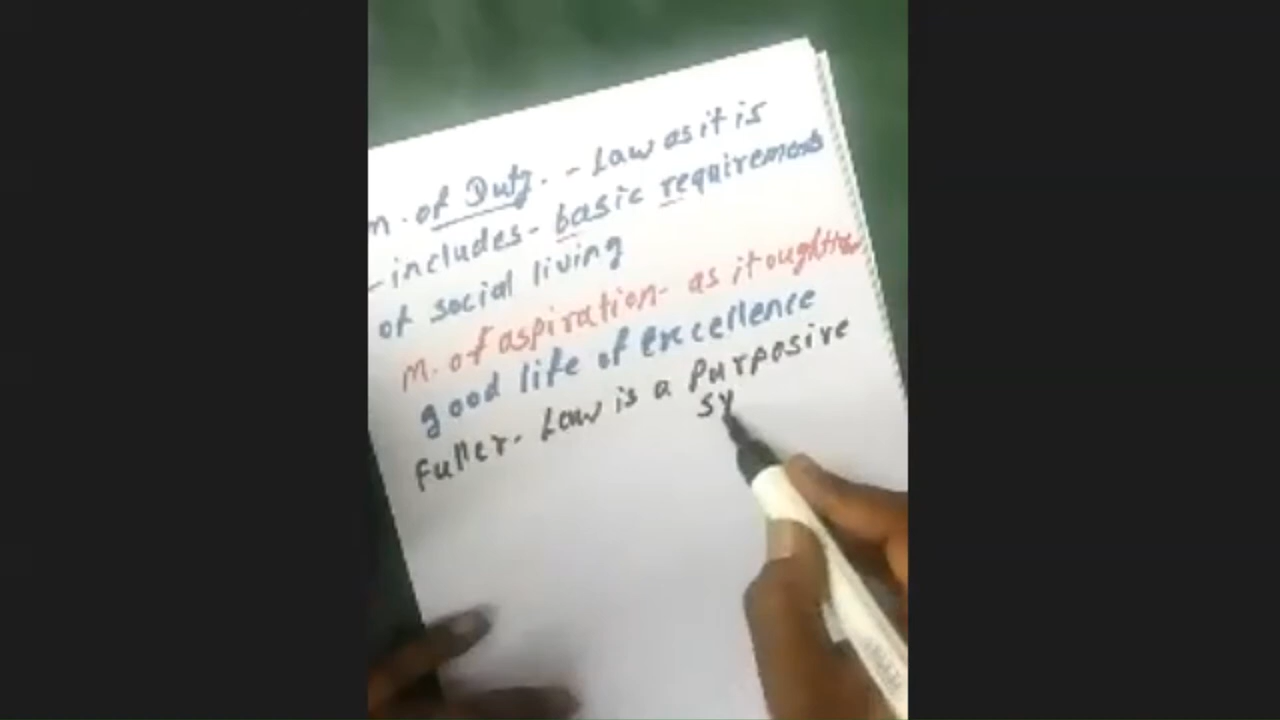 m. of Duty. - Law as it is
- includes - basic requirements
of social living
m. of aspiration - as it ought
good life of excellence
Fuller - Law is a Purposive
sy